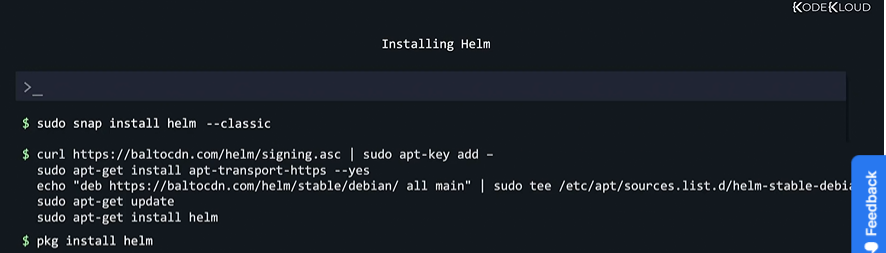 KODEKLOUD
Installing Helm
>_
$ sudo snap install helm --classic
$ curl https://baltocdn.com/helm/signing.asc | sudo apt-key add –
sudo apt-get install apt-transport-https --yes
echo "deb https://baltocdn.com/helm/stable/debian/ all main" | sudo tee /etc/apt/sources.list.d/helm-stable-debia
sudo apt-get update
sudo apt-get install helm
$ pkg install helm
Feedback